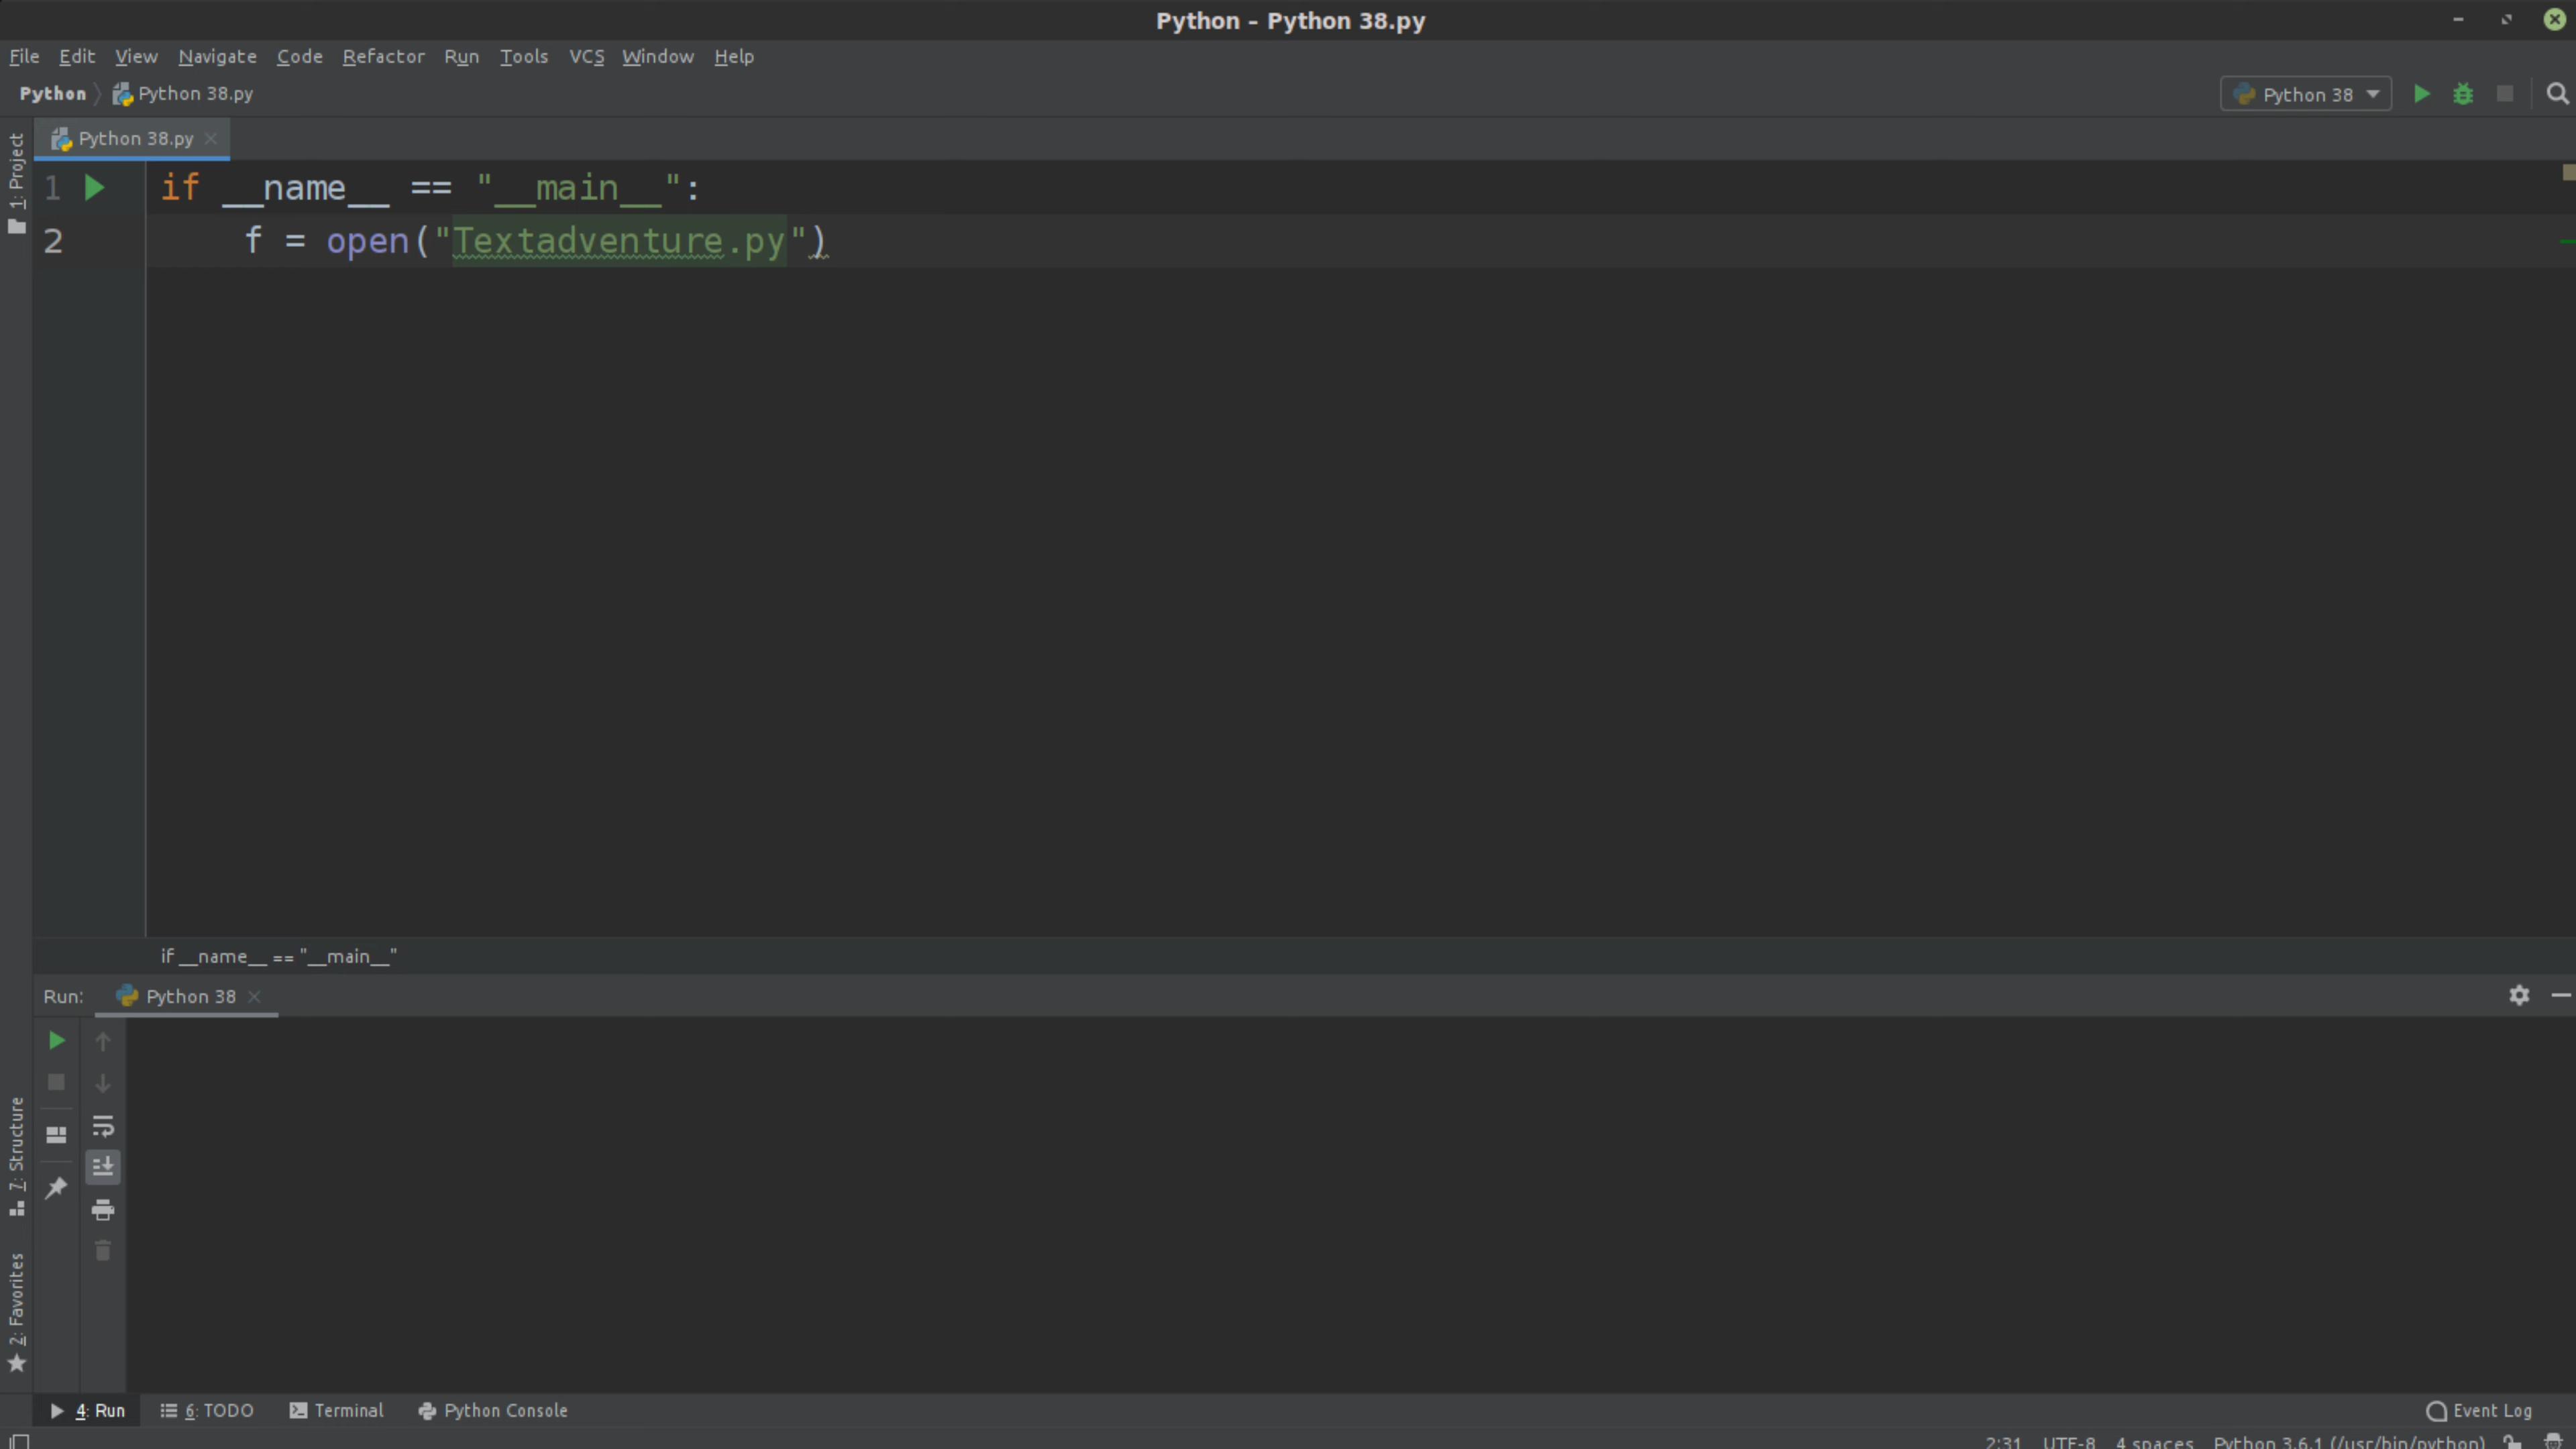 Python - Python 38.py
File Edit View Navigate Code Refactor Run Tools VCS Window Help
Python Python 38.py
Python 38
1: Project
Python 38.py
1 if __name__ == "__main__":
2 f = open("Textadventure.py")
if __name__ == "__main__"
Run: Python 38
7: Structure
2: Favorites
4: Run 6: TODO Terminal Python Console Event Log
2:31 UTF-8 4 spaces Python 3.6.1 (/usr/bin/python)